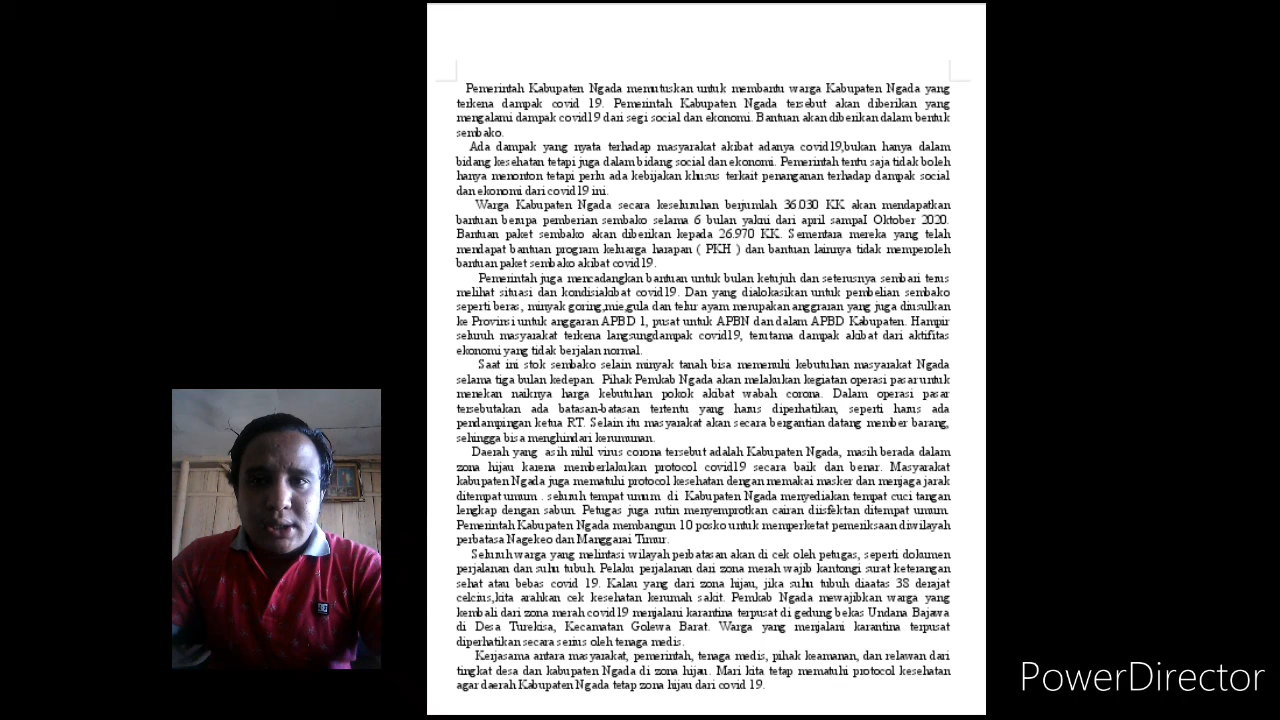 Pemerintah Kabupaten Ngada memutuskan untuk membantu warga Kabupaten Ngada yang
terkena dampak covid 19. Pemerintah Kabupaten Ngada tersebut akan diberikan yang
mengalami dampak covid19 dari segi social dan ekonomi. Bantuan akan diberikan dalam bentuk
sembako.
Ada dampak yang nyata terhadap masyarakat akibat adanya covid19,bukan hanya dalam
bidang kesehatan tetapi juga dalam bidang social dan ekonomi. Pemerintah tentu saja tidak boleh
hanya menonton tetapi perlu ada kebijakan khusus terkait penanganan terhadap dampak social
dan ekonomi dari covid19 ini.
Warga Kabupaten Ngada secara keseluruhan berjumlah 36.030 KK akan mendapatkan
bantuan berupa pemberian sembako selama 6 bulan yakni dari april sampaI Oktober 2020.
Bantuan paket sembako akan diberikan kepada 26.970 KK. Sementara mereka yang telah
mendapat bantuan program keluarga harapan ( PKH ) dan bantuan lainnya tidak memperoleh
bantuan paket sembako akibat covid19.
Pemerintah juga mencadangkan bantuan untuk bulan ketujuh dan seterusnya sembari terus
melihat situasi dan kondisiakibat covid19. Dan yang dialokasikan untuk pembelian sembako
seperti beras, minyak goring,mie,gula dan telur ayam merupakan anggraran yang juga diusulkan
ke Provinsi untuk anggaran APBD 1, pusat untuk APBN dan dalam APBD Kabupaten. Hampir
seluruh masyarakat terkena langsungdampak covid19, terutama dampak akibat dari aktifitas
ekonomi yang tidak berjalan normal.
Saat ini stok sembako selain minyak tanah bisa memenuhi kebutuhan masyarakat Ngada
selama tiga bulan kedepan. Pihak Pemkab Ngada akan melakukan kegiatan operasi pasar untuk
menekan naiknya harga kebutuhan pokok akibat wabah corona. Dalam operasi pasar
tersebutakan ada batasan-batasan tertentu yang harus diperhatikan, seperti harus ada
pendampingan ketua RT. Selain itu masyarakat akan secara bergantian datang member barang,
sehingga bisa menghindari kerumunan.
Daerah yang asih nihil virus corona tersebut adalah Kabupaten Ngada, masih berada dalam
zona hijau karena memberlakukan protocol covid19 secara baik dan benar. Masyarakat
kabupaten Ngada juga mematuhi protocol kesehatan dengan memakai masker dan menjaga jarak
ditempat umum . seluruh tempat umum di Kabupaten Ngada menyediakan tempat cuci tangan
lengkap dengan sabun. Petugas juga rutin menyemprotkan cairan diisfektan ditempat umum.
Pemerintah Kabupaten Ngada membangun 10 posko untuk memperketat pemeriksaan diwilayah
perbatasa Nagekeo dan Manggarai Timur.
Seluruh warga yang melintasi wilayah perbatasan akan di cek oleh petugas, seperti dokumen
perjalanan dan suhu tubuh. Pelaku perjalanan dari zona merah wajib kantongi surat keterangan
sehat atau bebas covid 19. Kalau yang dari zona hijau, jika suhu tubuh diaatas 38 derajat
celcius,kita arahkan cek kesehatan kerumah sakit. Pemkab Ngada mewajibkan warga yang
kembali dari zona merah covid19 menjalani karantina terpusat di gedung bekas Undana Bajawa
di Desa Turekisa, Kecamatan Golewa Barat. Warga yang menjalani karantina terpusat
diperhatikan secara serius oleh tenaga medis.
Kerjasama antara masyarakat, pemerintah, tenaga medis, pihak keamanan, dan relawan dari
tingkat desa dan kabupaten Ngada di zona hijau. Mari kita tetap mematuhi protocol kesehatan
agar daerah Kabupaten Ngada tetap zona hijau dari covid 19.
PowerDirector